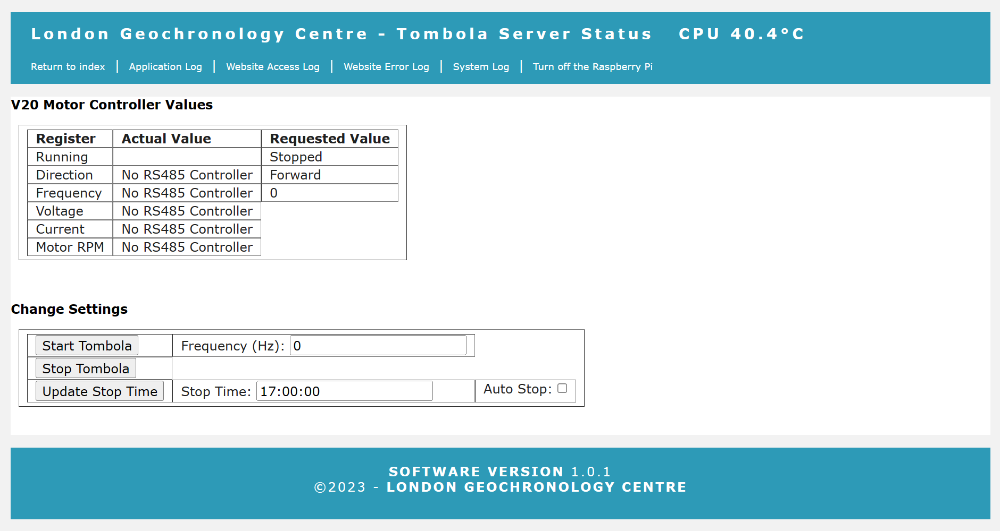 London Geochronology Centre – Tombola Server Status CPU 40.4°C
Return to index | Application Log | Website Access Log | Website Error Log | System Log | Turn off the Raspberry Pi
V20 Motor Controller Values
Register Actual Value Requested Value
Running Stopped
Direction No RS485 Controller Forward
Frequency No RS485 Controller 0
Voltage No RS485 Controller
Current No RS485 Controller
Motor RPM No RS485 Controller
Change Settings
Start Tombola Frequency (Hz): 0
Stop Tombola
Update Stop Time Stop Time: 17:00:00 Auto Stop:
SOFTWARE VERSION 1.0.1
©2023 - LONDON GEOCHRONOLOGY CENTRE